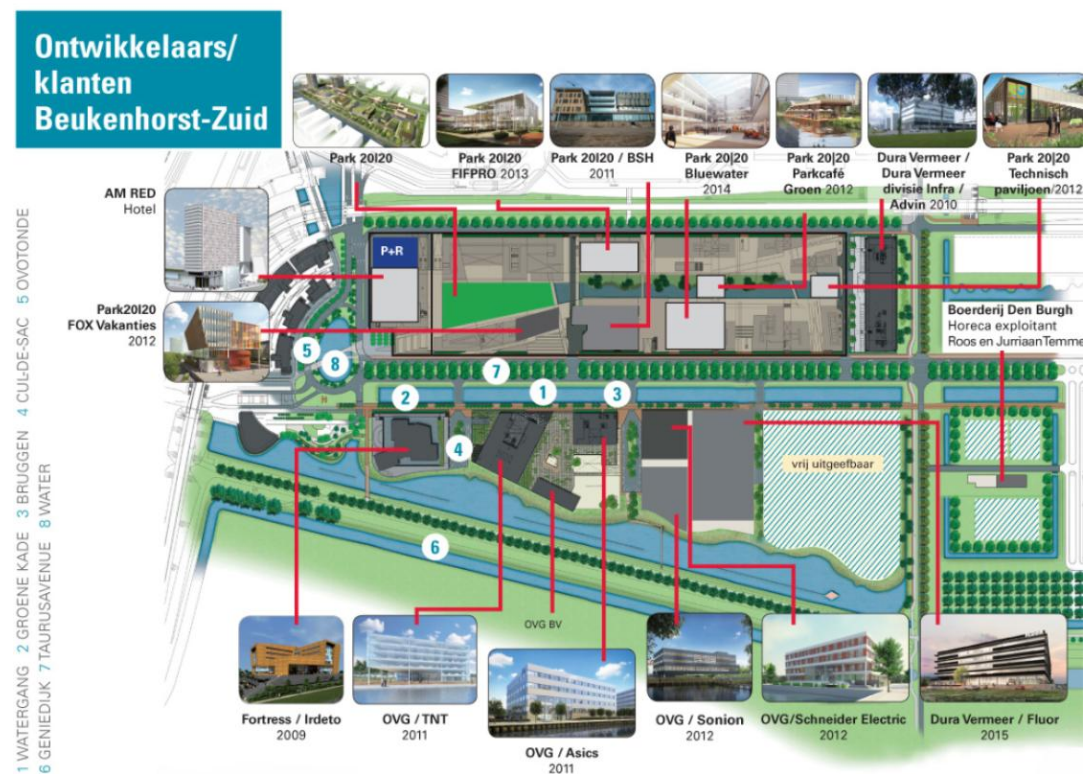 Ontwikkelaars/
klanten
Beukenhorst-Zuid
Park 20|20
Park 20|20
FIFPRO 2013
Park 20|20 / BSH
2011
Park 20|20
Bluewater
2014
Park 20|20
Parkcafé
Groen 2012
Dura Vermeer /
Dura Vermeer
divisie Infra /
Advin 2010
Park 20|20
Technisch
paviljoen/2012
AM RED
Hotel
P+R
Park20|20
FOX Vakanties
2012
Boerderij Den Burgh
Horeca exploitant
Roos en JurriaanTemme
5
8
7
2
1
3
4
6
vrij uitgeefbaar
OVG BV
Fortress / Irdeto
2009
OVG / TNT
2011
OVG / Asics
2011
OVG / Sonion
2012
OVG/Schneider Electric
2012
Dura Vermeer / Fluor
2015
1 WATERGANG 2 GROENE KADE 3 BRUGGEN 4 CUL-DE-SAC 5 OVOTONDE
6 GENIEDIJK 7 TAURUSAVENUE 8 WATER